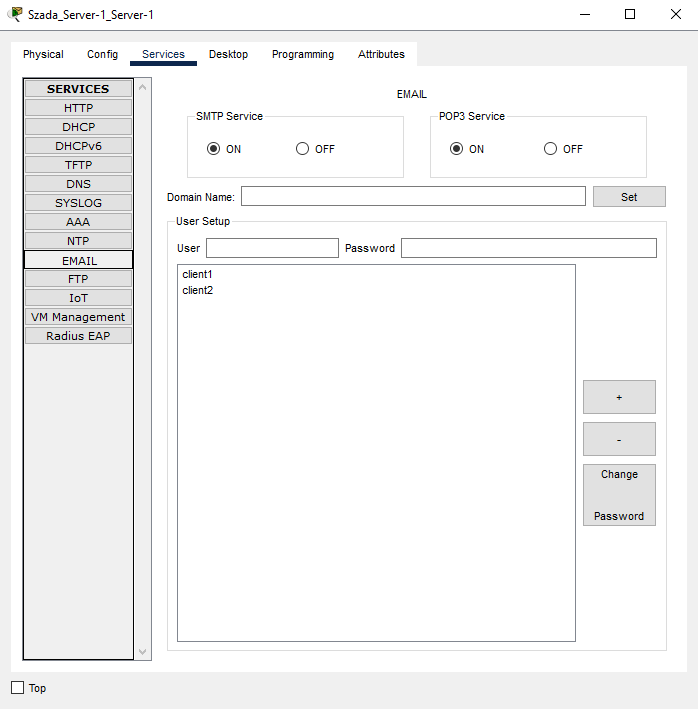 Szada_Server-1_Server-1
Physical Config Services Desktop Programming Attributes
SERVICES
HTTP
DHCP
DHCPv6
TFTP
DNS
SYSLOG
AAA
NTP
EMAIL
FTP
IoT
VM Management
Radius EAP
EMAIL
SMTP Service
ON OFF
POP3 Service
ON OFF
Domain Name:
Set
User Setup
User Password
client1
client2
+
-
Change
Password
Top